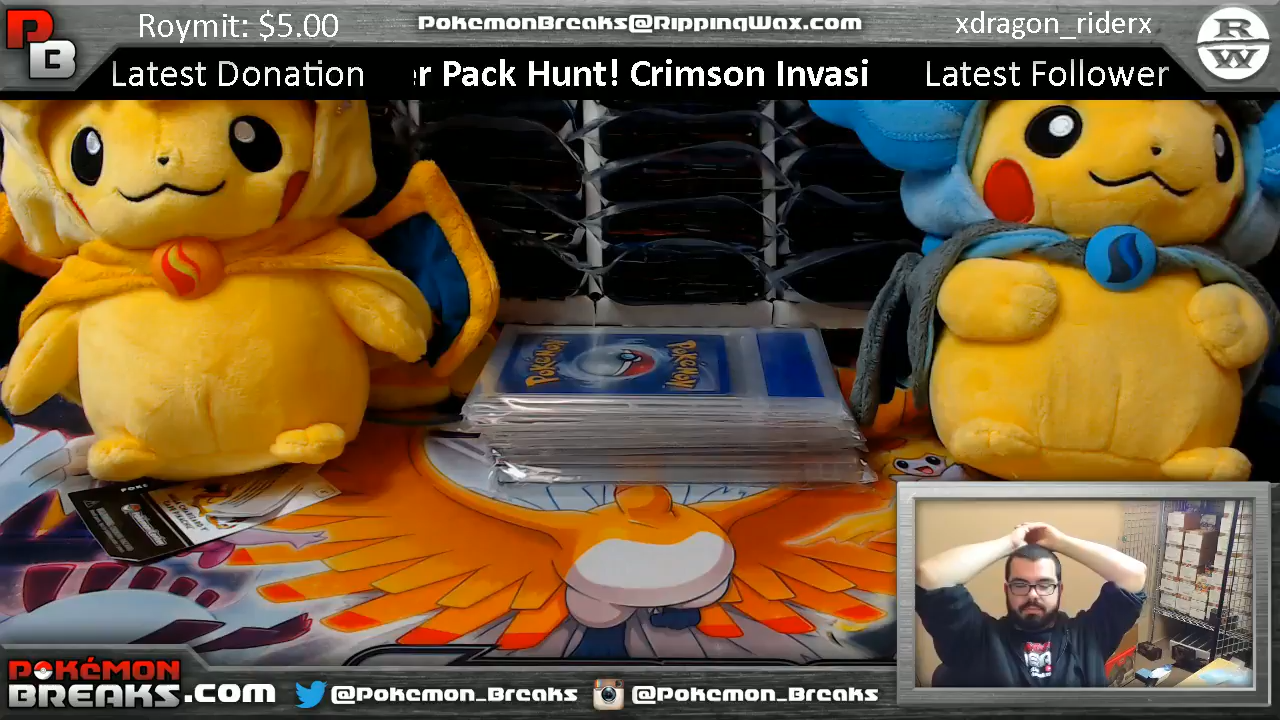 PB
Roymit: $5.00
PokemonBreaks@RippingWax.com
xdragon_riderx
RW
Latest Donation
r Pack Hunt! Crimson Invasi
Latest Follower
POKéMON
POKéMON
POKéMON
BREAKS.com
@Pokemon_Breaks
@Pokemon_Breaks